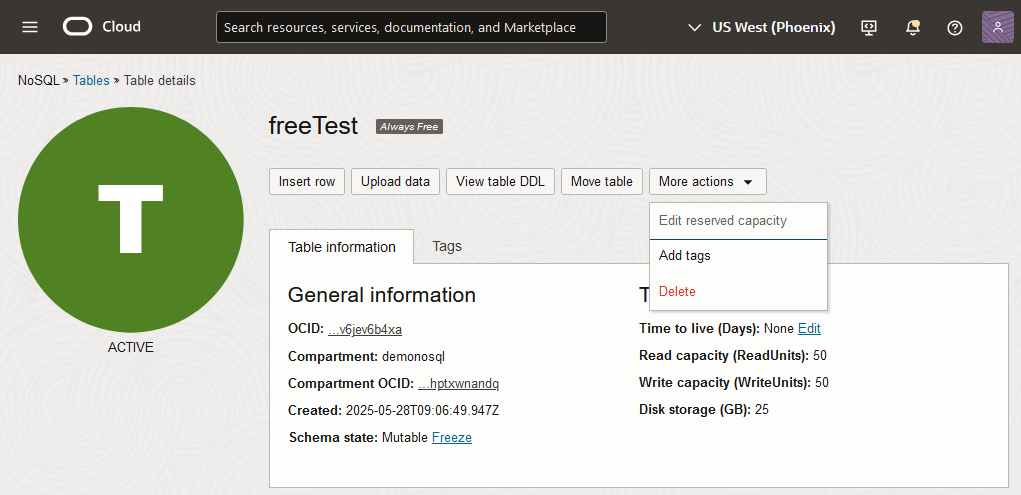 Cloud
Search resources, services, documentation, and Marketplace
US West (Phoenix)
NoSQL » Tables » Table details
T
ACTIVE
freeTest Always Free
Insert row Upload data View table DDL Move table More actions
Edit reserved capacity
Add tags
Delete
Table information Tags
General information
OCID: ...v6jev6b4xa
Compartment: demonosql
Compartment OCID: ...hptxwnandq
Created: 2025-05-28T09:06:49.947Z
Schema state: Mutable Freeze
Time to live (Days): None Edit
Read capacity (ReadUnits): 50
Write capacity (WriteUnits): 50
Disk storage (GB): 25